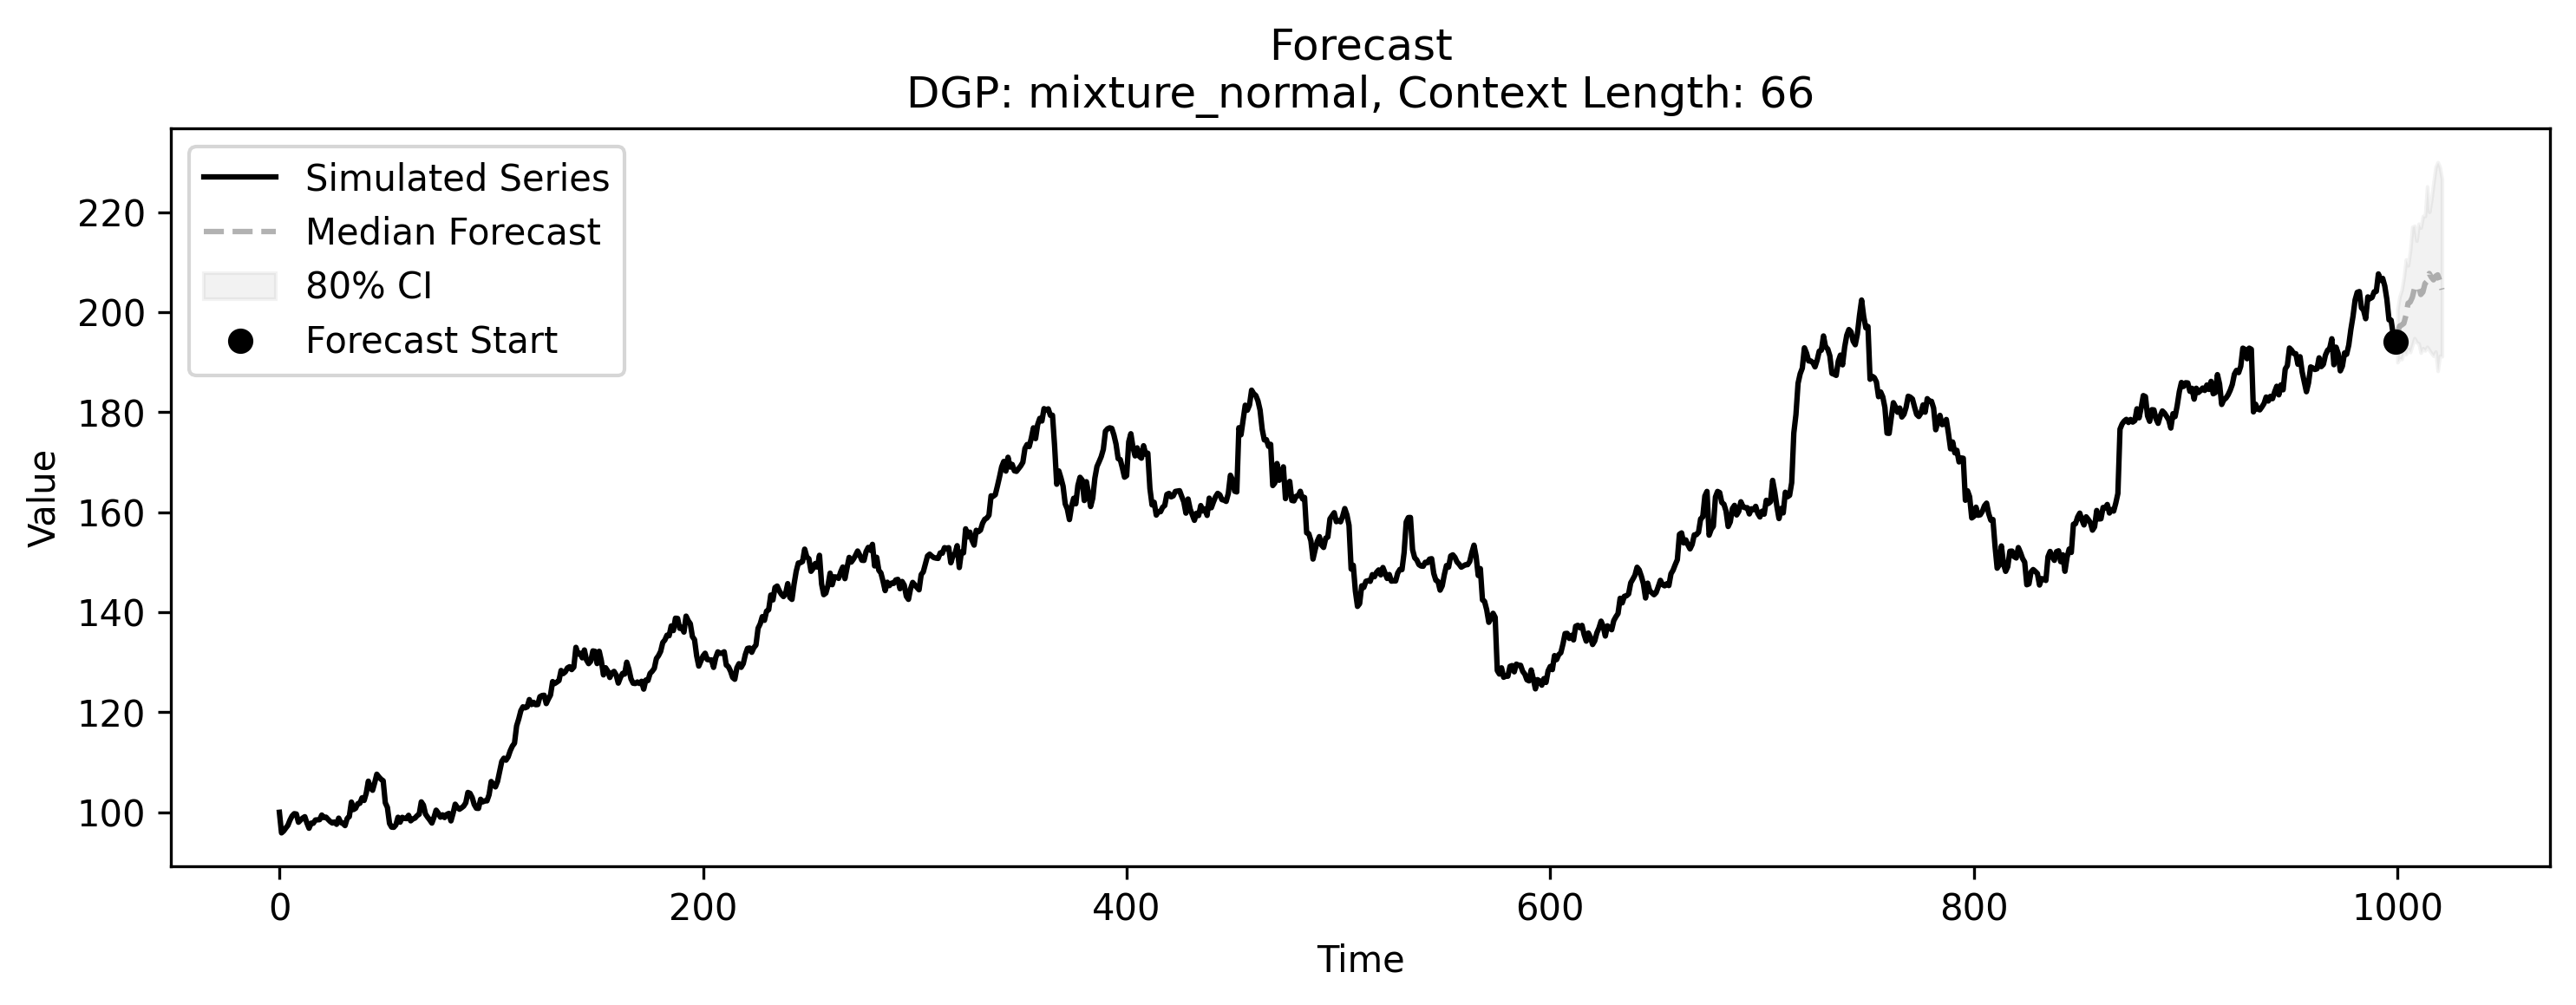 Forecast
DGP: mixture_normal, Context Length: 66
Simulated Series
Median Forecast
80% CI
Forecast Start
Value
220
200
180
160
140
120
100
0
200
400
600
800
1000
Time